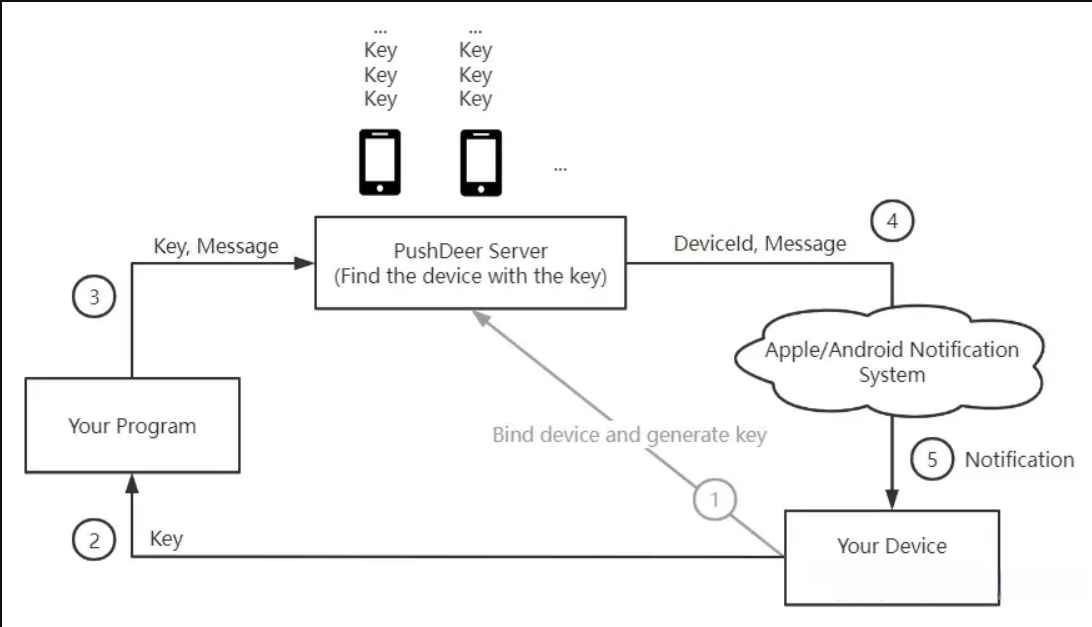 ... ...
Key Key
Key Key
Key Key
...
4
Key, Message
DeviceId, Message
PushDeer Server
(Find the device with the key)
3
Apple/Android Notification
System
Your Program
Bind device and generate key
5 Notification
1
2 Key
Your Device